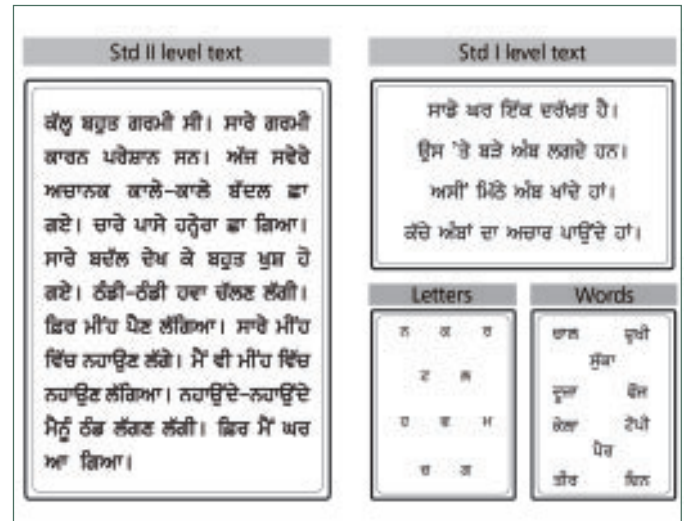 Std II level text
ਕੱਲ੍ਹ ਬਹੁਤ ਗਰਮੀ ਸੀ। ਸਾਰੇ ਗਰਮੀ
ਕਾਰਨ ਪਰੇਸ਼ਾਨ ਸਨ। ਅੱਜ ਸਵੇਰੇ
ਅਚਾਨਕ ਕਾਲੇ-ਕਾਲੇ ਬੱਦਲ ਛਾ
ਗਏ। ਚਾਰੇ ਪਾਸੇ ਹਨ੍ਹੇਰਾ ਛਾ ਗਿਆ।
ਸਾਰੇ ਬਦੱਲ ਦੇਖ ਕੇ ਬਹੁਤ ਖੁਸ਼ ਹੋ
ਗਏ। ਠੰਡੀ-ਠੰਡੀ ਹਵਾ ਚੱਲਣ ਲੱਗੀ।
ਫ਼ਿਰ ਮੀਂਹ ਪੈਣ ਲੱਗਿਆ। ਸਾਰੇ ਮੀਂਹ
ਵਿੱਚ ਨਹਾਉਣ ਲੱਗੇ। ਮੈਂ ਵੀ ਮੀਂਹ ਵਿੱਚ
ਨਹਾਉਣ ਲੱਗਿਆ। ਨਹਾਉਂਦੇ-ਨਹਾਉਂਦੇ
ਮੈਨੂੰ ਠੰਡ ਲੱਗਣ ਲੱਗੀ। ਫ਼ਿਰ ਮੈਂ ਘਰ
ਆ ਗਿਆ।
Std I level text
ਸਾਡੇ ਘਰ ਇੱਕ ਦਰੱਖਤ ਹੈ।
ਉਸ 'ਤੇ ਬੜੇ ਅੰਬ ਲਗਦੇ ਹਨ।
ਅਸੀਂ ਮਿੱਠੇ ਅੰਬ ਖਾਂਦੇ ਹਾਂ।
ਕੱਚੇ ਅੰਬਾਂ ਦਾ ਅਚਾਰ ਪਾਉਂਦੇ ਹਾਂ।
Letters
ਨ ਕ ਰ
ਟ ਲ
ਹ ਵ ਮ
ਚ ਗ
Words
ਚਾਲ ਦੁਖੀ
ਸੁੱਕਾ
ਦੂਜਾ ਫੌਜ
ਕੇਲਾ ਟੋਪੀ
ਪੈਰ
ਤੀਰ ਦਿਨ